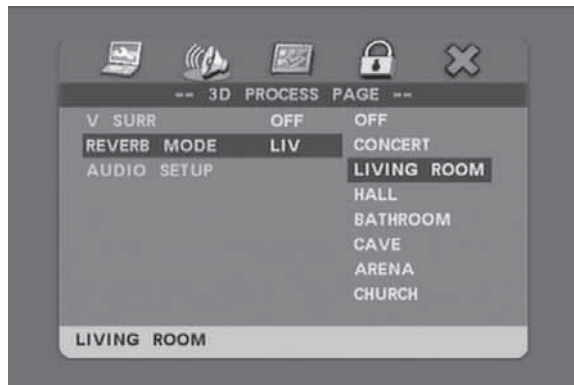 -- 3D PROCESS PAGE --
V SURR OFF OFF
REVERB MODE LIV CONCERT
AUDIO SETUP LIVING ROOM
HALL
BATHROOM
CAVE
ARENA
CHURCH
LIVING ROOM